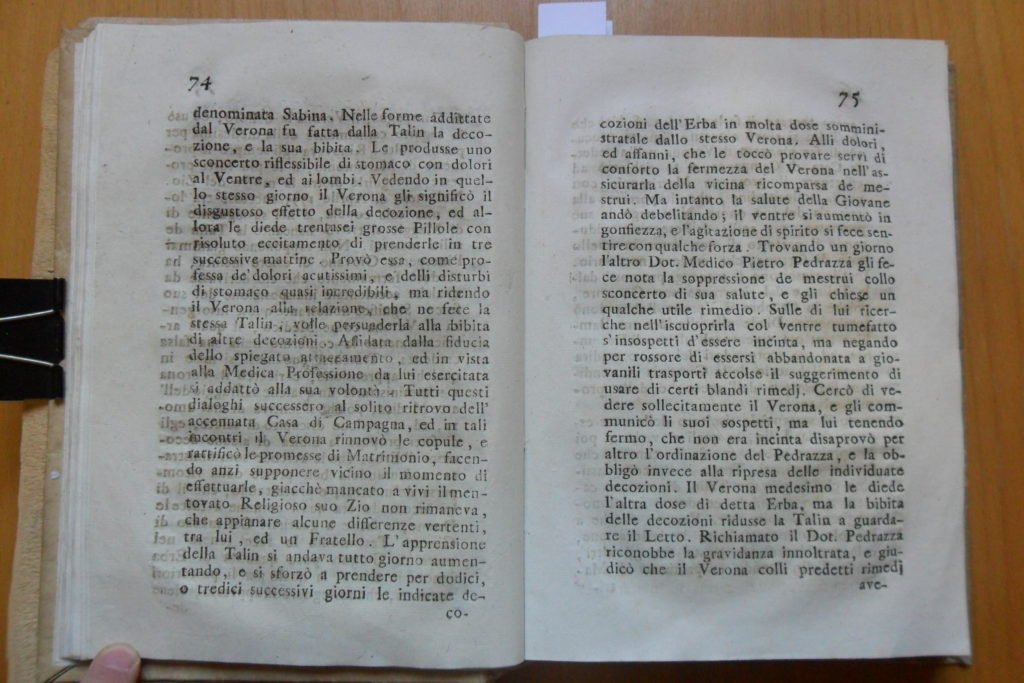 74
denominata Sabina. Nelle forme addittate
dal Verona fu fatta dalla Talin la deco-
zione, e la sua bibita. Le produsse uno
sconcerto riflessibile di stomaco con dolori
al Ventre, ed ai lombi. Vedendo in quel-
lo stesso giorno il Verona gli significò il
disgustoso effetto della decozione, ed al-
lora le diede trentasei grosse Pillole con
risoluto eccitamento di prenderle in tre
successive mattine. Provò essa, come pro-
fessa de' dolori acutissimi, e delli disturbi
di stomaco quasi incredibili, ma ridendo
il Verona alla relazione, che ne fece la
stessa Talin, volle persuaderla alla bibita
di altre decozioni. Affidata dalla fiducia
dello spiegato attaccamento, ed in vista
alla Medica Professione da lui esercitata
si addattò alla sua volontà. Tutti questi
dialoghi successero al solito ritrovo dell'
accennata Casa di Campagna, ed in tali
incontri il Verona rinnovò le copule, e
rattificò le promesse di Matrimonio, facen-
do anzi supponere vicino il momento di
effettuarle, giacchè mancato a vivi il men-
tovato Religioso suo Zio non rimaneva,
che appianare alcune differenze vertenti,
tra lui, ed un Fratello. L'apprensione
della Talin si andava tutto giorno aumen-
tando, e si sforzò a prendere per dodici,
o tredici successivi giorni le indicate de-
co-
75
cozioni dell'Erba in molta dose sommini-
stratale dallo stesso Verona. Alli dolori,
ed affanni, che le toccò provare servì di
conforto la fermezza del Verona nell'as-
sicurarla della vicina ricomparsa de me-
strui. Ma intanto la salute della Giovane
andò debelitando; il ventre si aumentò in
gonfiezza, e l'agitazione di spirito si fece sen-
tire con qualche forza. Trovando un giorno
l'altro Dot. Medico Pietro Pedrazza gli fe-
ce nota la soppressione de mestrui collo
sconcerto di sua salute, e gli chiese un
qualche utile rimedio. Sulle di lui ricer-
che nell'iscuoprirla col ventre tumefatto
s'insospettì d'essere incinta, ma negando
per rossore di essersi abbandonata a gio-
vanili trasporti accolse il suggerimento di
usare di certi blandi rimedj. Cercò di ve-
dere sollecitamente il Verona, e gli com-
municò li suoi sospetti, ma lui tenendo
fermo, che non era incinta disaprovò per
altro l'ordinazione del Pedrazza, e la ob-
bligò invece alla ripresa delle individuate
decozioni. Il Verona medesimo le diede
l'altra dose di detta Erba, ma la bibita
delle decozioni ridusse la Talin a guarda-
re il Letto. Richiamato il Dot. Pedrazza
riconobbe la gravidanza innoltrata, e giu-
dicò che il Verona colli predetti rimedj
ave-